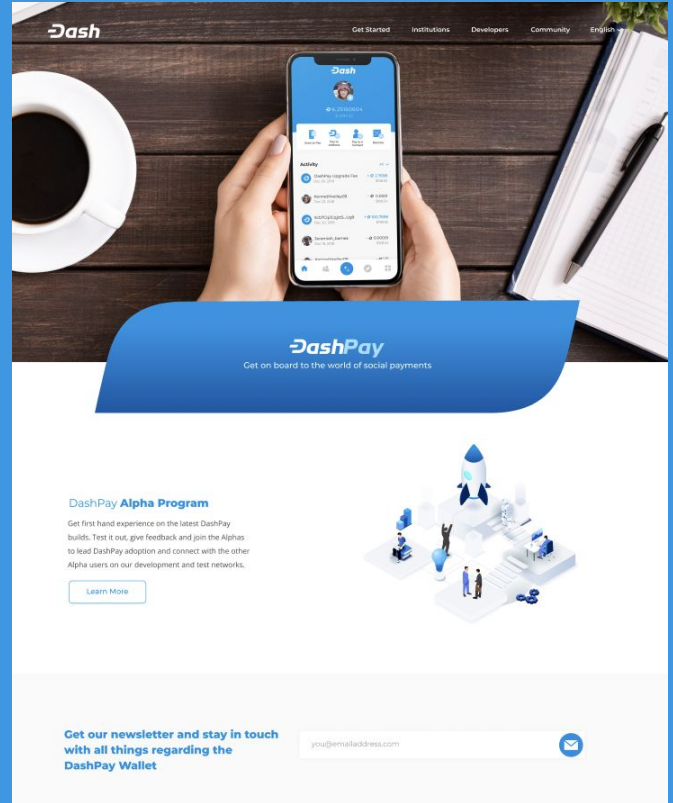 Dash
Get Started
Institutions
Developers
Community
English
Dash
Activity
All
DashPay Upgrade Fee
DashPay
Get on board to the world of social payments
DashPay Alpha Program
Get first hand experience on the latest DashPay
builds. Test it out, give feedback and join the Alphas
to lead DashPay adoption and connect with the other
Alpha users on our development and test networks.
Learn More
Get our newsletter and stay in touch
with all things regarding the
DashPay Wallet
you@emailaddress.com